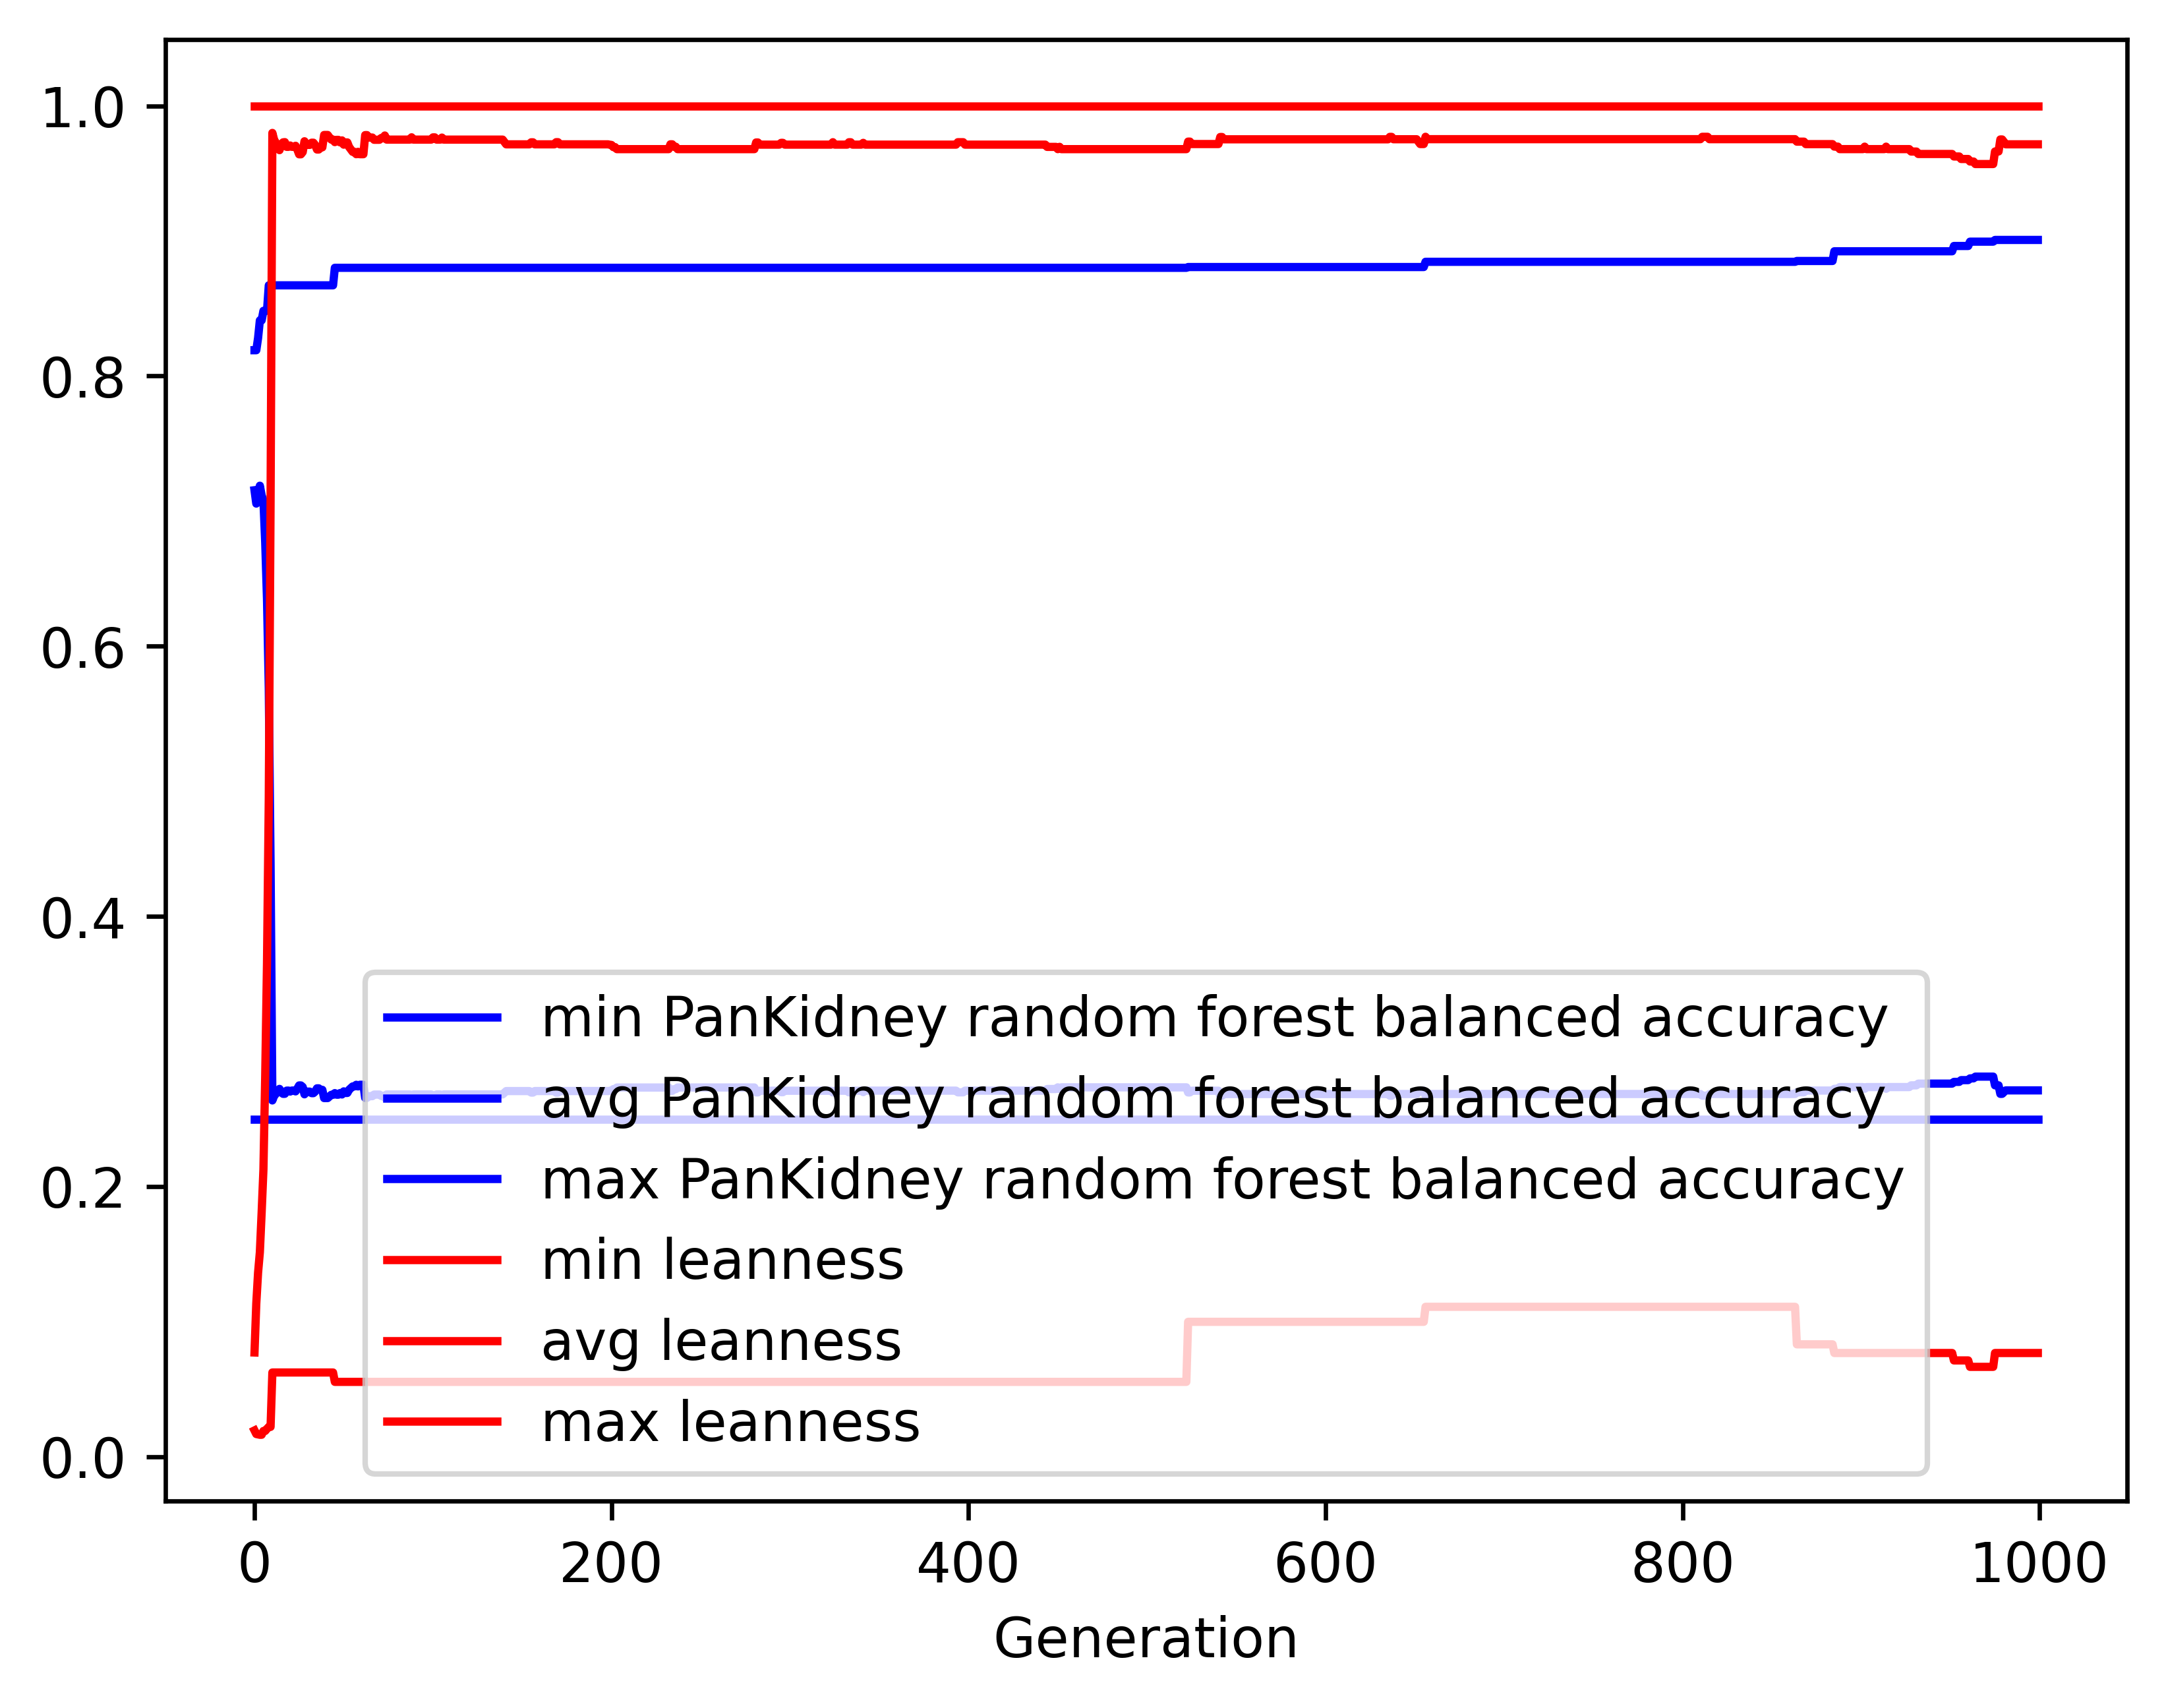 1.0
0.8
0.6
0.4
0.2
0.0
min PanKidney random forest balanced accuracy
avg PanKidney random forest balanced accuracy
max PanKidney random forest balanced accuracy
min leanness
avg leanness
max leanness
0 200 400 600 800 1000
Generation